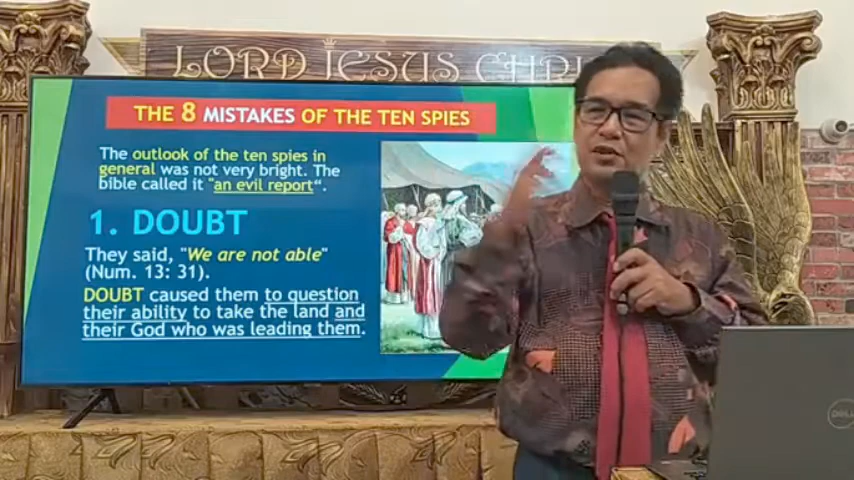 LORD JESUS CHRI
THE 8 MISTAKES OF THE TEN SPIES
The outlook of the ten spies in
general was not very bright. The
bible called it "an evil report“.
1. DOUBT
They said, "We are not able"
(Num. 13: 31).
DOUBT caused them to question
their ability to take the land and
their God who was leading them.
DELL